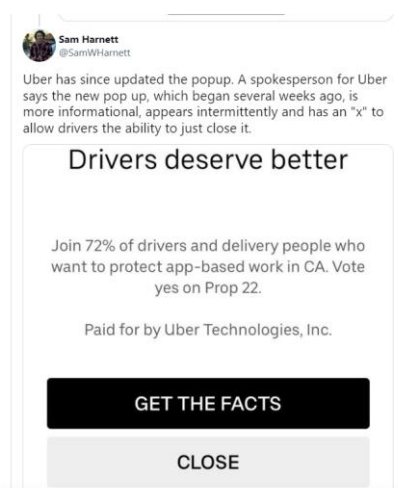 Sam Harnett
@SamWHarnett
Uber has since updated the popup. A spokesperson for Uber
says the new pop up, which began several weeks ago, is
more informational, appears intermittently and has an "x" to
allow drivers the ability to just close it.
Drivers deserve better
Join 72% of drivers and delivery people who
want to protect app-based work in CA. Vote
yes on Prop 22.
Paid for by Uber Technologies, Inc.
GET THE FACTS
CLOSE